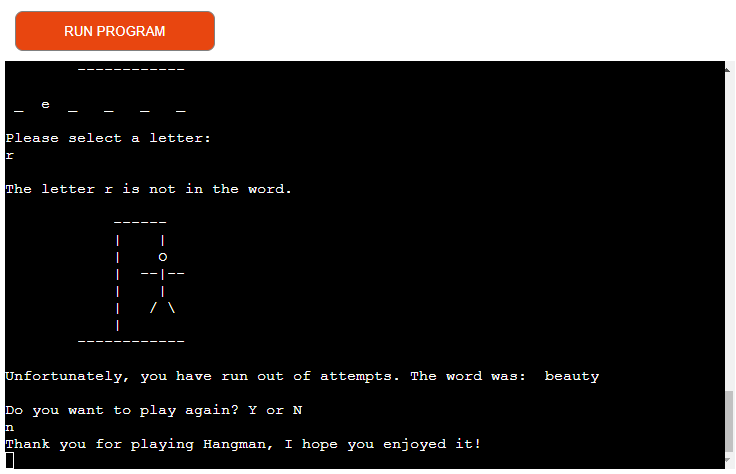 RUN PROGRAM
------------
_  e  _   _   _   _
Please select a letter:
r
The letter r is not in the word.
------
|    |
|    O
|  --|--
|    |
|   / \
|
------------
Unfortunately, you have run out of attempts. The word was:  beauty
Do you want to play again? Y or N
n
Thank you for playing Hangman, I hope you enjoyed it!